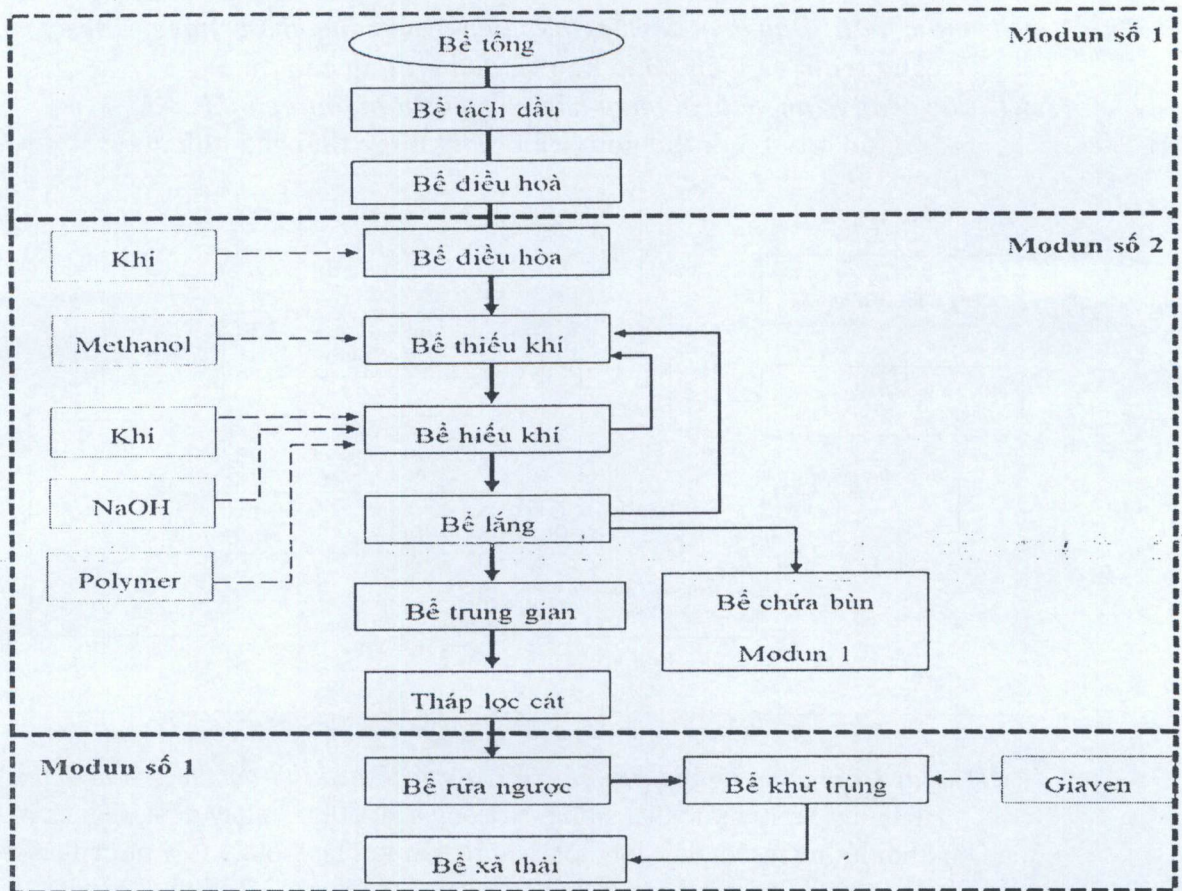 Modun số 1
Bể tổng
Bể tách dầu
Bể điều hoà
Modun số 2
Khí
Bể điều hòa
Methanol
Bể thiếu khí
Khí
Bể hiếu khí
NaOH
Bể lắng
Polymer
Bể trung gian
Bể chứa bùn
Modun 1
Tháp lọc cát
Modun số 1
Bể rửa ngược
Bể khử trùng
Giaven
Bể xả thải